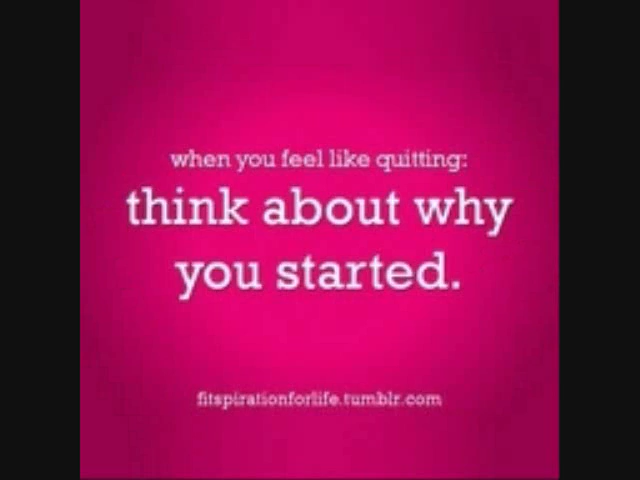 when you feel like quitting:
think about why
you started.
fitspirationforlife.tumblr.com